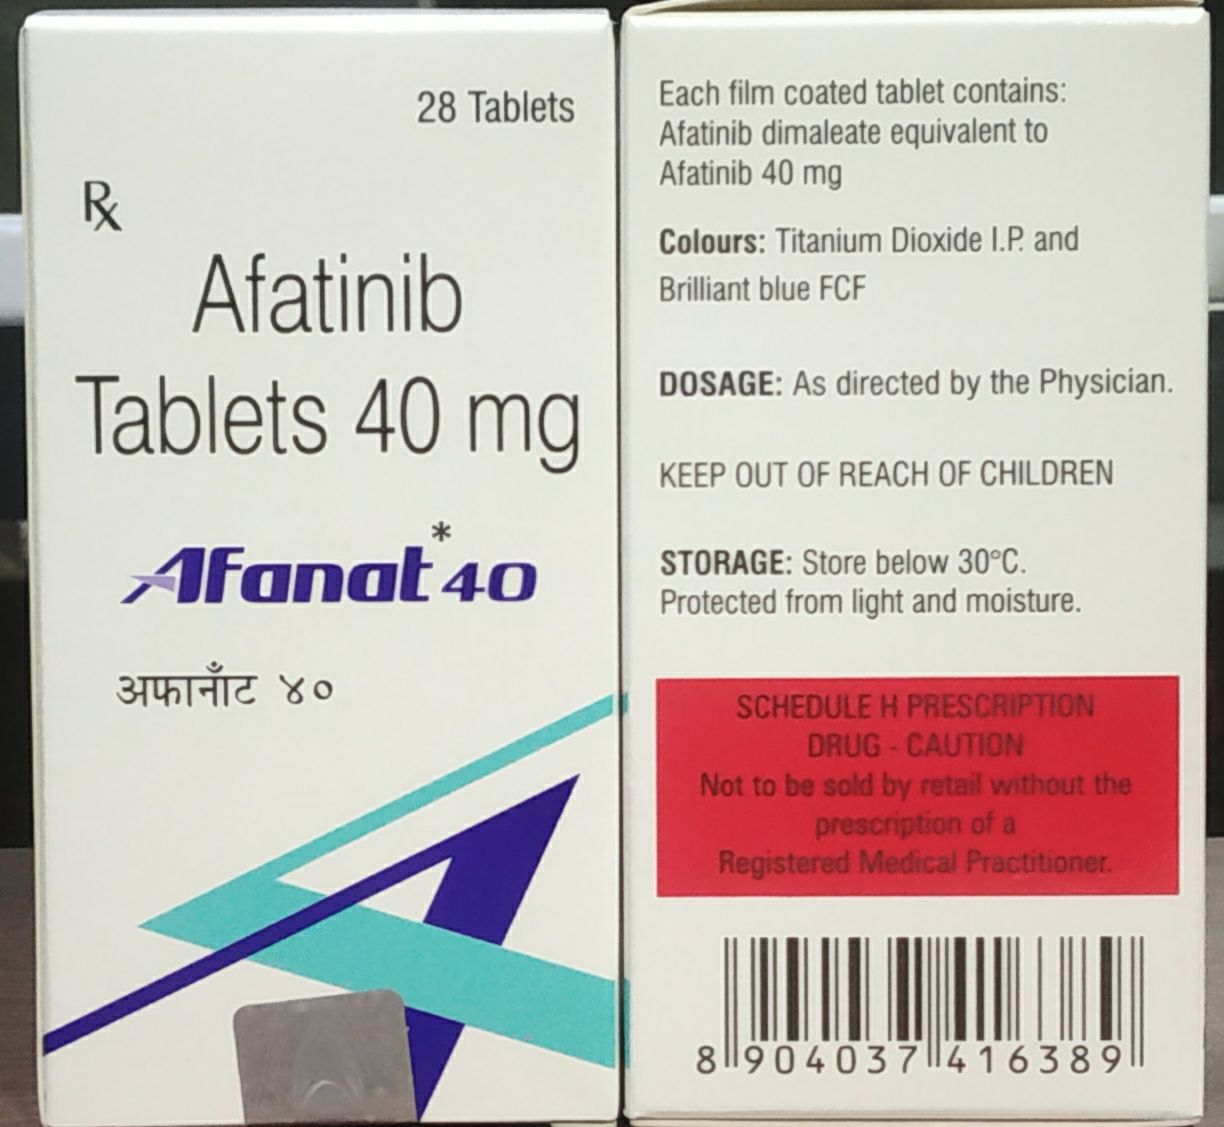 28 Tablets
Rx
Afatinib
Tablets 40 mg
Afanat* 40
अफानाँट ४०
Each film coated tablet contains:
Afatinib dimaleate equivalent to
Afatinib 40 mg
Colours: Titanium Dioxide I.P. and
Brilliant blue FCF
DOSAGE: As directed by the Physician.
KEEP OUT OF REACH OF CHILDREN
STORAGE: Store below 30°C.
Protected from light and moisture.
SCHEDULE H PRESCRIPTION
DRUG - CAUTION
Not to be sold by retail without the
prescription of a
Registered Medical Practitioner.
8 904037 416389